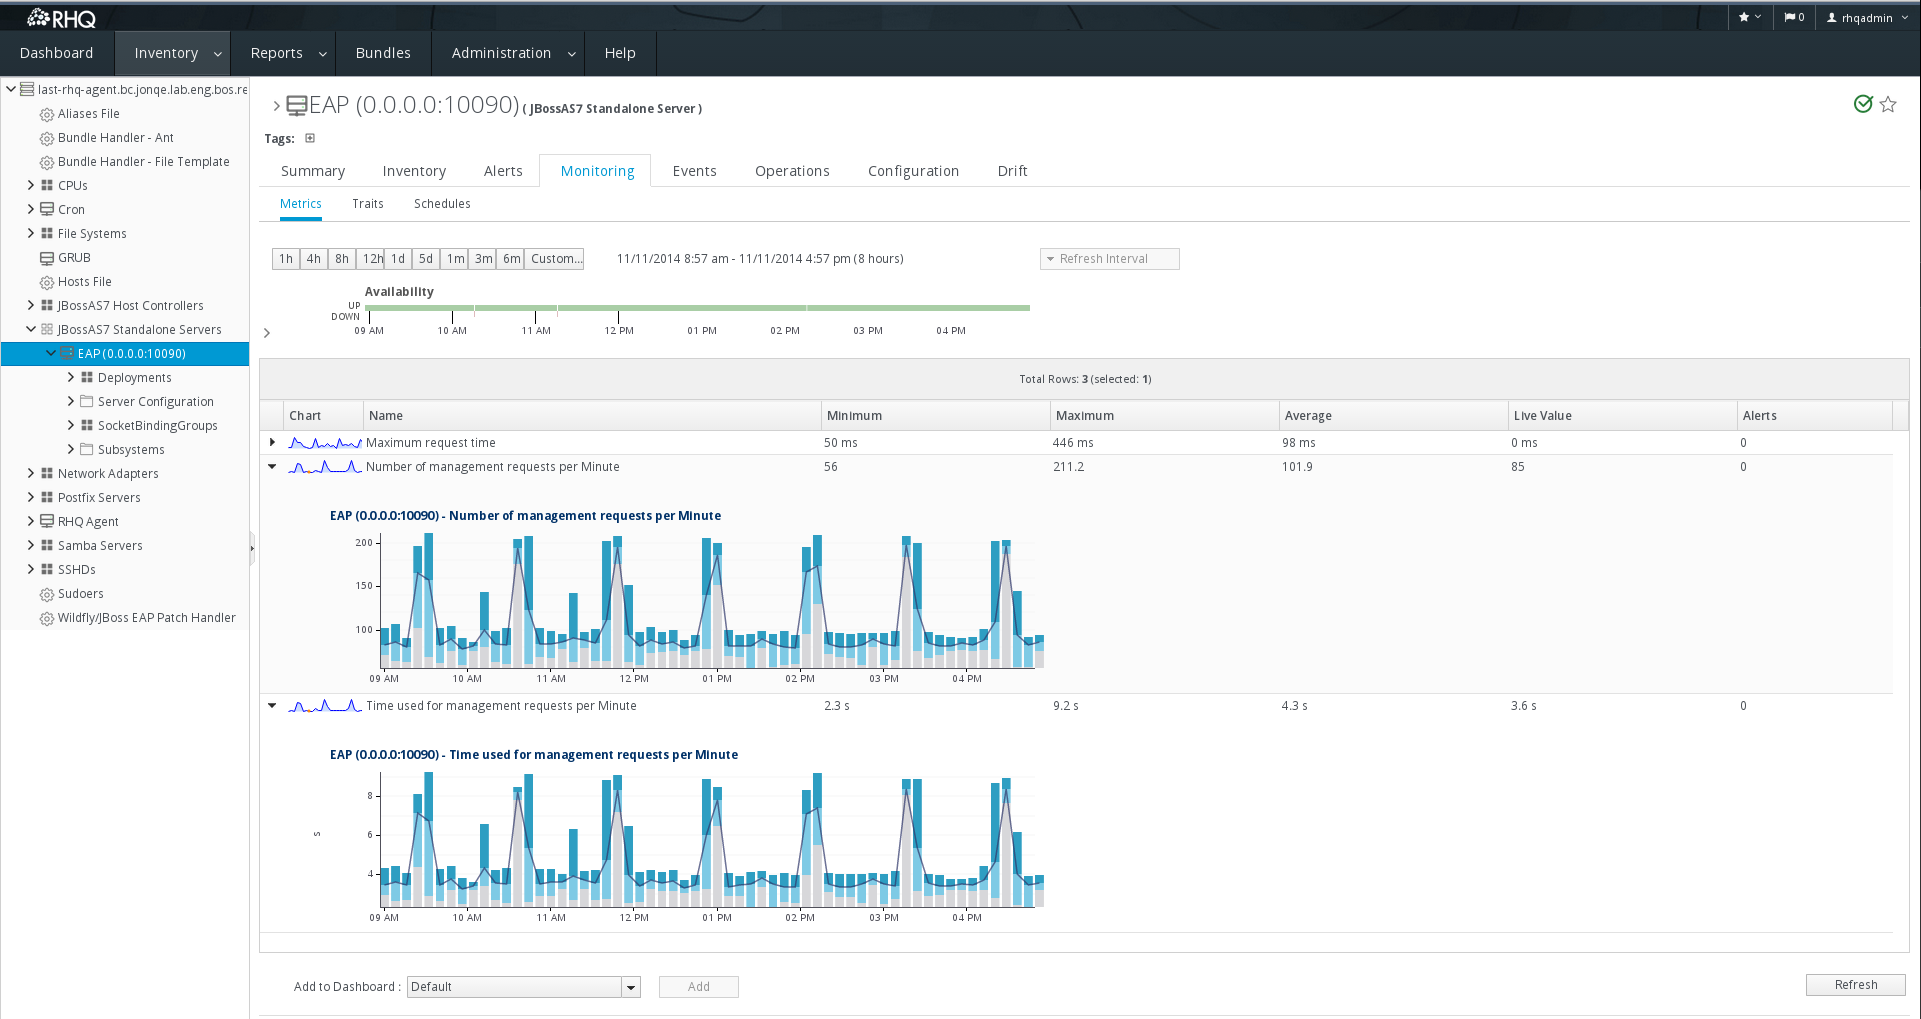 RHQ
0 rhqadmin
Dashboard Inventory Reports Bundles Administration Help
last-rhq-agent.bc.jonqe.lab.eng.bos.re
Aliases File
Bundle Handler - Ant
Bundle Handler - File Template
CPUs
Cron
File Systems
GRUB
Hosts File
JBossAS7 Host Controllers
JBossAS7 Standalone Servers
EAP (0.0.0.0:10090)
Deployments
Server Configuration
SocketBindingGroups
Subsystems
Network Adapters
Postfix Servers
RHQ Agent
Samba Servers
SSHDs
Sudoers
Wildfly/JBoss EAP Patch Handler
EAP (0.0.0.0:10090) ( JBossAS7 Standalone Server )
Tags:
Summary Inventory Alerts Monitoring Events Operations Configuration Drift
Metrics Traits Schedules
1h 4h 8h 12h 1d 5d 1m 3m 6m Custom... 11/11/2014 8:57 am - 11/11/2014 4:57 pm (8 hours) Refresh Interval
Availability
UP
DOWN
09 AM 10 AM 11 AM 12 PM 01 PM 02 PM 03 PM 04 PM
Total Rows: 3 (selected: 1)
Chart Name Minimum Maximum Average Live Value Alerts
Maximum request time 50 ms 446 ms 98 ms 0 ms 0
Number of management requests per Minute 56 211.2 101.9 85 0
EAP (0.0.0.0:10090) - Number of management requests per Minute
200
150
100
09 AM 10 AM 11 AM 12 PM 01 PM 02 PM 03 PM 04 PM
Time used for management requests per Minute 2.3 s 9.2 s 4.3 s 3.6 s 0
EAP (0.0.0.0:10090) - Time used for management requests per Minute
8
6
s
4
09 AM 10 AM 11 AM 12 PM 01 PM 02 PM 03 PM 04 PM
Add to Dashboard : Default Add Refresh